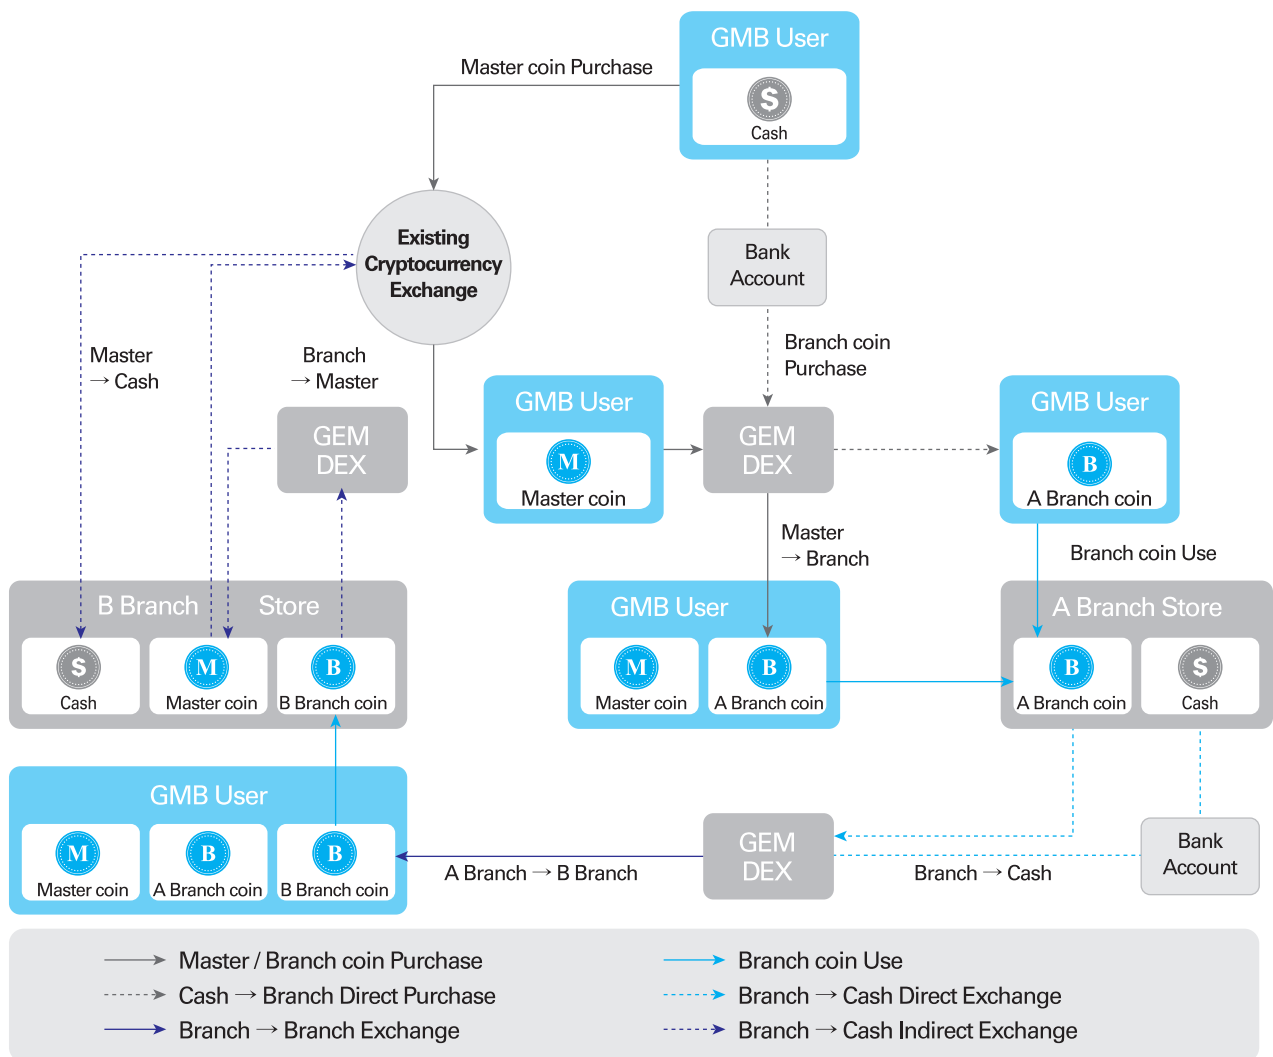 GMB User
$
Cash
Master coin Purchase
Existing
Cryptocurrency
Exchange
Bank
Account
Master
→ Cash
Branch
→ Master
Branch coin
Purchase
GEM
DEX
GMB User
M
Master coin
GEM
DEX
GMB User
B
A Branch coin
Master
→ Branch
Branch coin Use
B Branch Store
$
Cash
M
Master coin
B
B Branch coin
GMB User
M
Master coin
B
A Branch coin
A Branch Store
B
A Branch coin
$
Cash
GMB User
M
Master coin
B
A Branch coin
B
B Branch coin
A Branch → B Branch
GEM
DEX
Branch → Cash
Bank
Account
Master / Branch coin Purchase
Cash → Branch Direct Purchase
Branch → Branch Exchange
Branch coin Use
Branch → Cash Direct Exchange
Branch → Cash Indirect Exchange